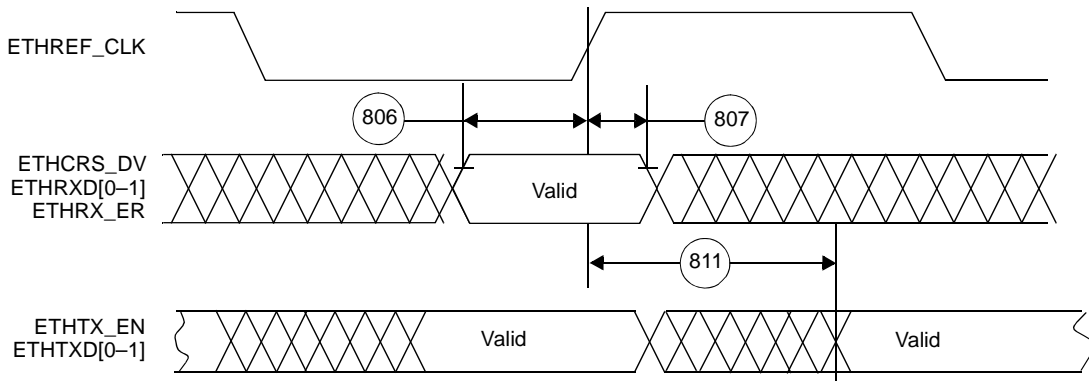 ETHREF_CLK
806
807
ETHCRS_DV
ETHRXD[0–1]
ETHRX_ER
Valid
811
ETHTX_EN
ETHTXD[0–1]
Valid
Valid